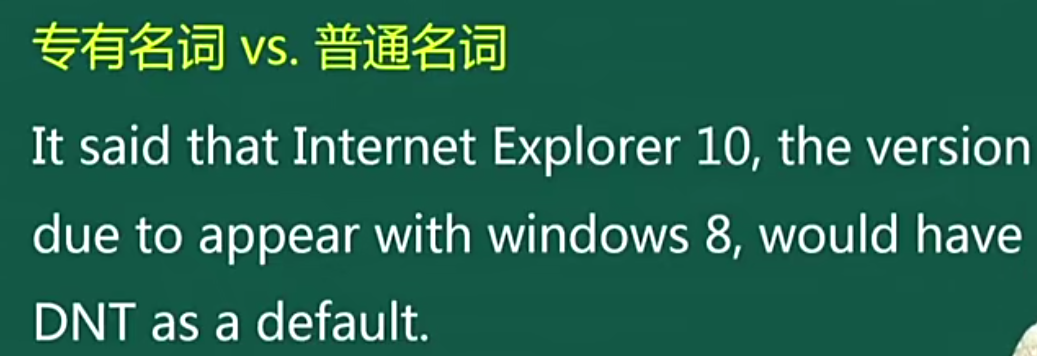 专有名词 vs. 普通名词
It said that Internet Explorer 10, the version
due to appear with windows 8, would have
DNT as a default.